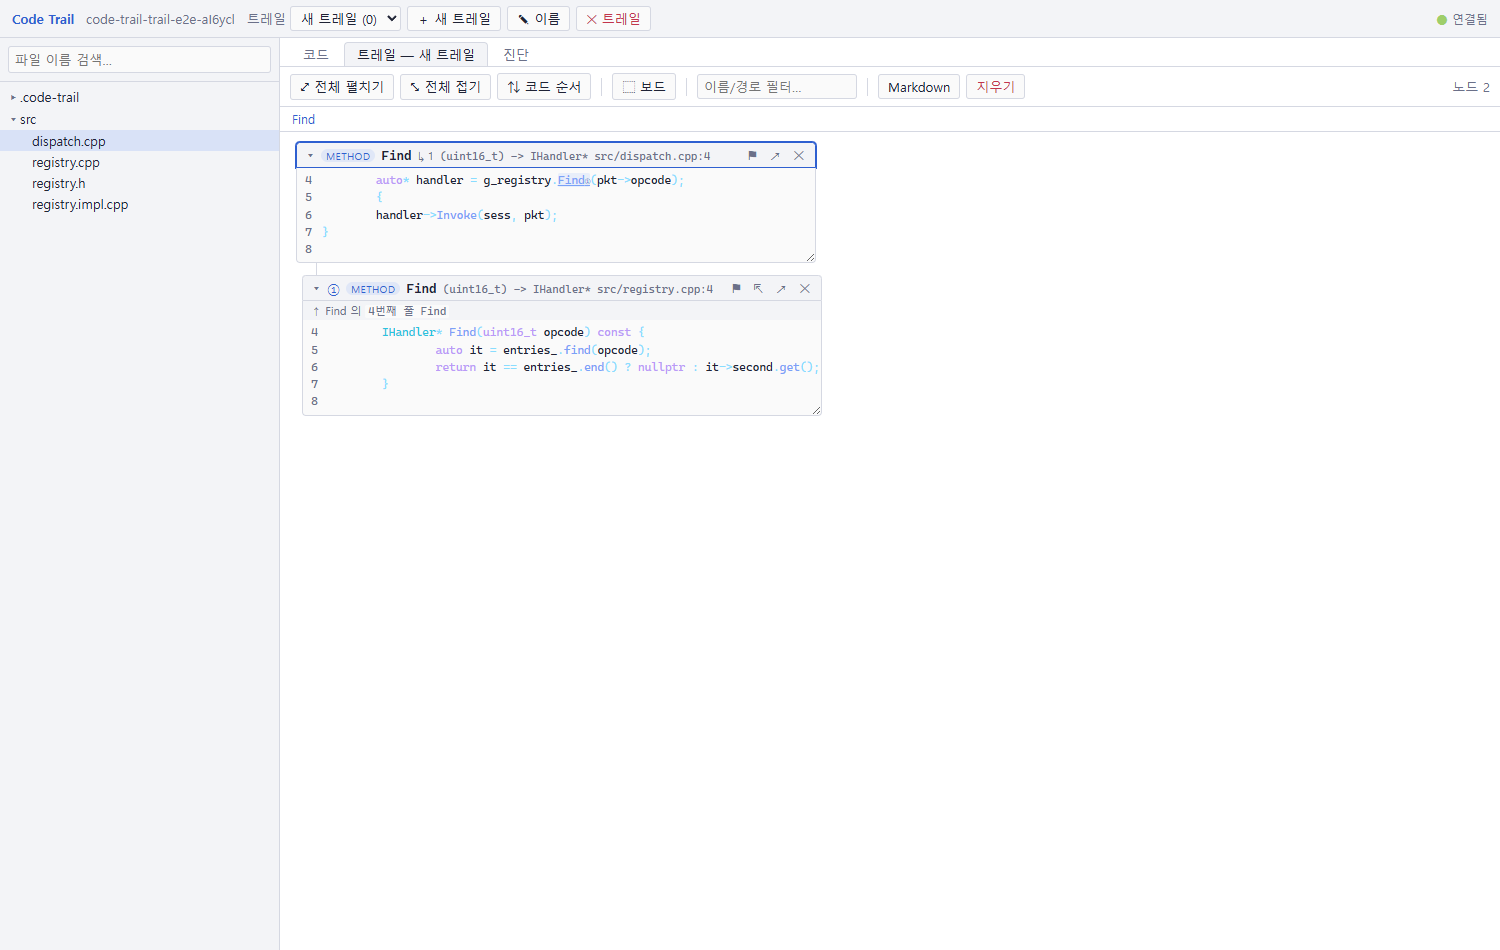 Code Trail code-trail-trail-e2e-aI6ycl 트레일 새 트레일 (0) + 새 트레일 이름 트레일 연결됨
파일 이름 검색...
.code-trail
src
dispatch.cpp
registry.cpp
registry.h
registry.impl.cpp
코드 트레일 — 새 트레일 진단
전체 펼치기 전체 접기 코드 순서 보드 이름/경로 필터... Markdown 지우기 노드 2
Find
METHOD Find ↳1 (uint16_t) -> IHandler* src/dispatch.cpp:4
4 auto* handler = g_registry.Find(pkt->opcode);
5 {
6 handler->Invoke(sess, pkt);
7 }
8
① METHOD Find (uint16_t) -> IHandler* src/registry.cpp:4
↑ Find 의 4번째 줄 Find
4 IHandler* Find(uint16_t opcode) const {
5 auto it = entries_.find(opcode);
6 return it == entries_.end() ? nullptr : it->second.get();
7 }
8